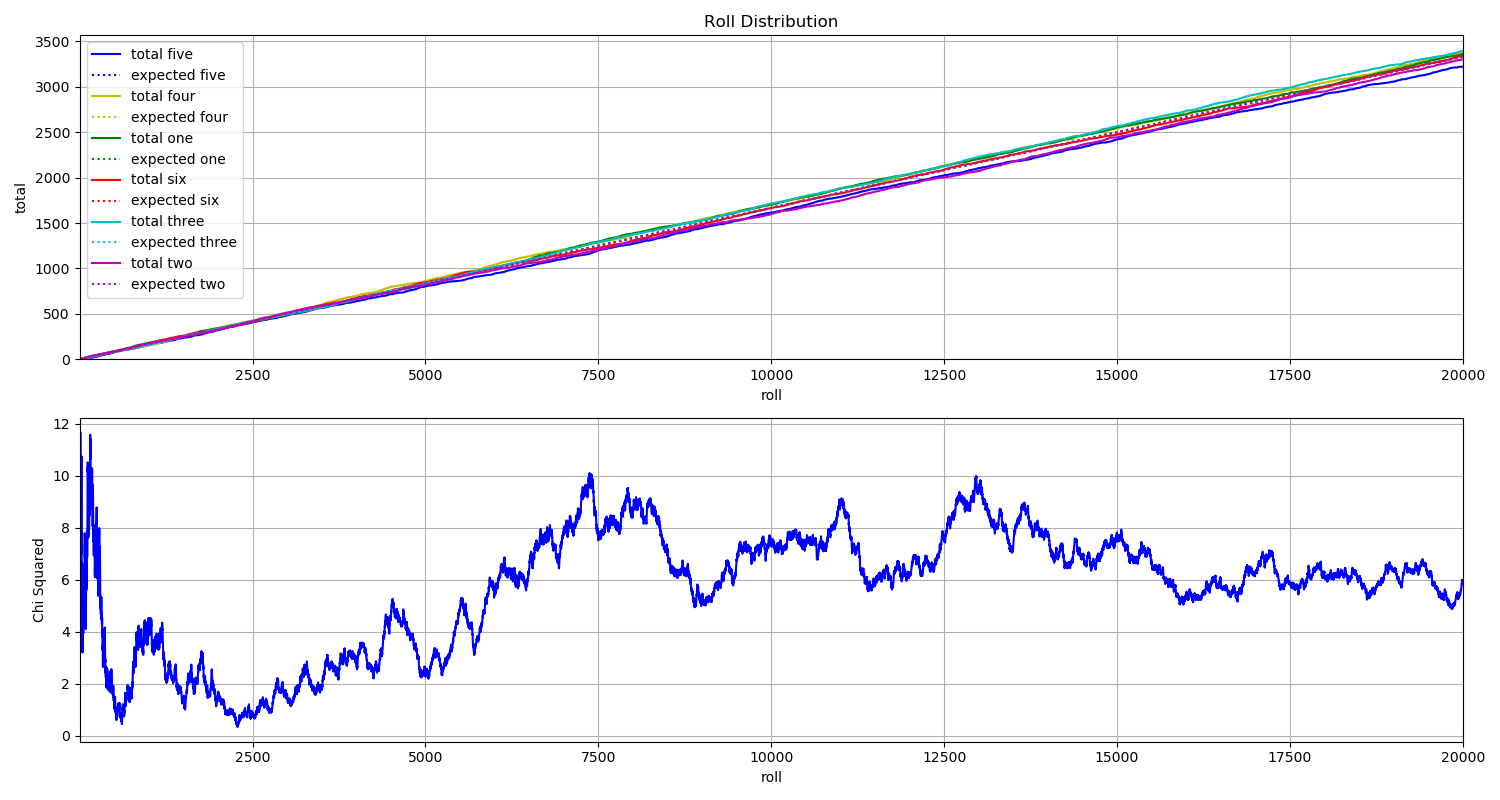 Roll Distribution
3500
3000
2500
2000
1500
1000
500
0
total
total five
expected five
total four
expected four
total one
expected one
total six
expected six
total three
expected three
total two
expected two
2500 5000 7500 10000 12500 15000 17500 20000
roll
12
10
8
6
4
2
0
Chi Squared
2500 5000 7500 10000 12500 15000 17500 20000
roll